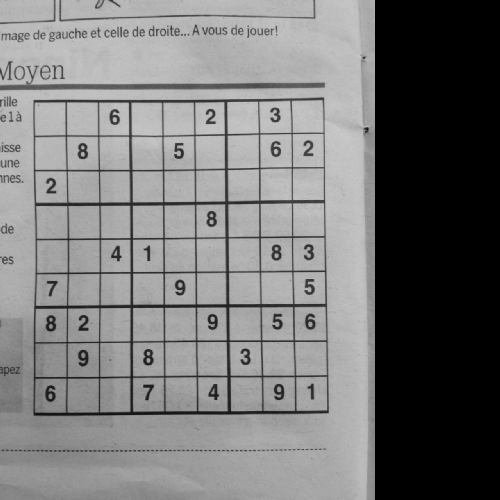 mage de gauche et celle de droite... A vous de jouer!
Moyen
rille
e 1 à
isse
une
nnes.
de
res
apez
6 2 3
8 5 6 2
2
8
4 1 8 3
7 9 5
8 2 9 5 6
9 8 3
6 7 4 9 1